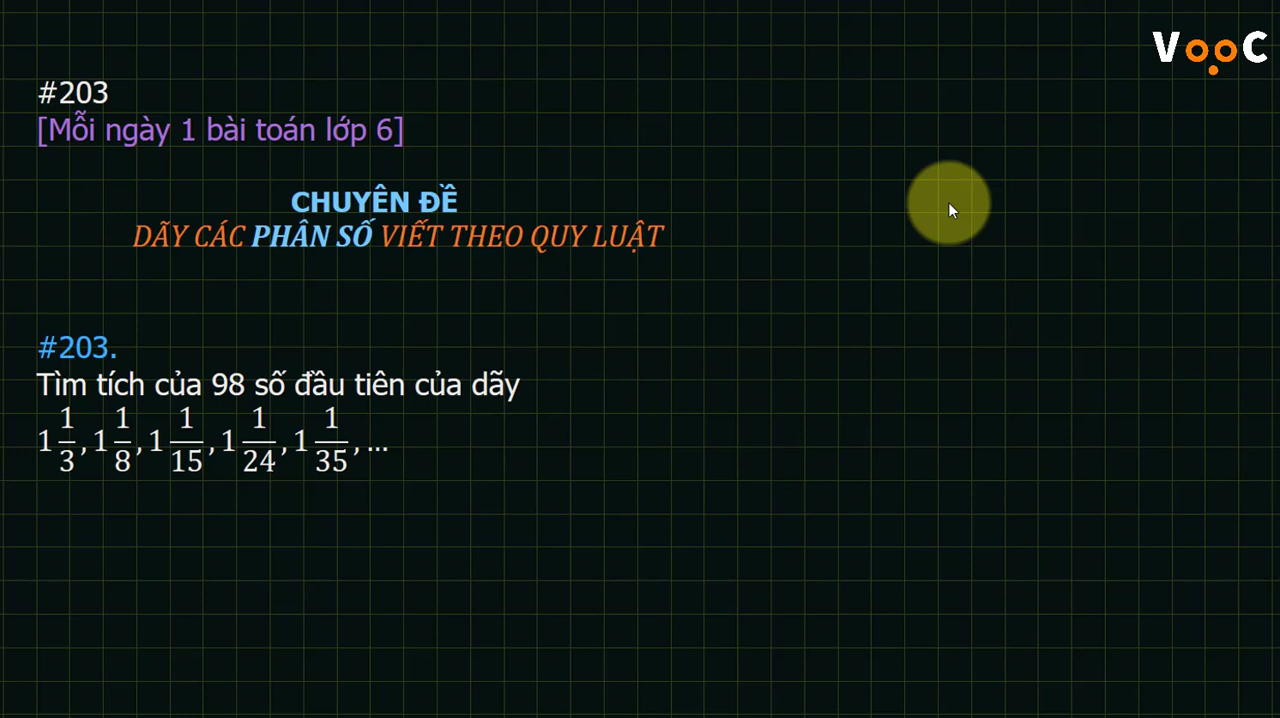 VooC
#203
[Mỗi ngày 1 bài toán lớp 6]
CHUYÊN ĐỀ
DÃY CÁC PHÂN SỐ VIẾT THEO QUY LUẬT
#203.
Tìm tích của 98 số đầu tiên của dãy
1 1/3, 1 1/8, 1 1/15, 1 1/24, 1 1/35, ...